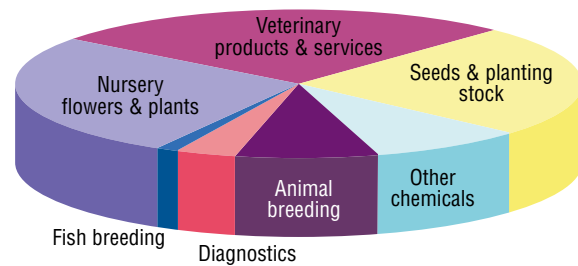 Veterinary
products & services
Seeds & planting
stock
Nursery
flowers & plants
Animal
breeding
Other
chemicals
Fish breeding
Diagnostics